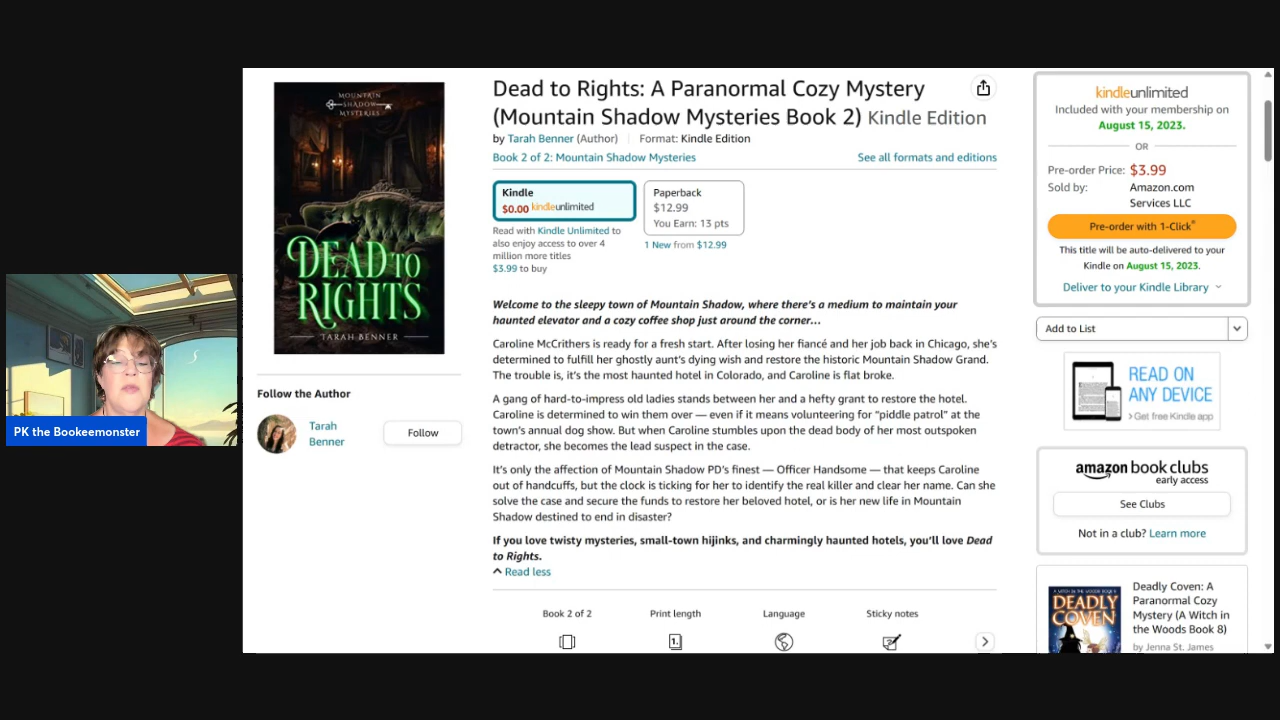 PK the Bookeemonster
MOUNTAIN
SHADOW
MYSTERIES
DEAD TO
RIGHTS
TARAH BENNER
Follow the Author
Tarah
Benner
Follow
Dead to Rights: A Paranormal Cozy Mystery
(Mountain Shadow Mysteries Book 2) Kindle Edition
by Tarah Benner (Author) Format: Kindle Edition
Book 2 of 2: Mountain Shadow Mysteries
See all formats and editions
Kindle
$0.00 kindleunlimited
Read with Kindle Unlimited to
also enjoy access to over 4
million more titles
$3.99 to buy
Paperback
$12.99
You Earn: 13 pts
1 New from $12.99
Welcome to the sleepy town of Mountain Shadow, where there's a medium to maintain your
haunted elevator and a cozy coffee shop just around the corner…
Caroline McCrithers is ready for a fresh start. After losing her fiancé and her job back in Chicago, she's
determined to fulfill her ghostly aunt's dying wish and restore the historic Mountain Shadow Grand.
The trouble is, it's the most haunted hotel in Colorado, and Caroline is flat broke.
A gang of hard-to-impress old ladies stands between her and a hefty grant to restore the hotel.
Caroline is determined to win them over — even if it means volunteering for "piddle patrol" at the
town's annual dog show. But when Caroline stumbles upon the dead body of her most outspoken
detractor, she becomes the lead suspect in the case.
It's only the affection of Mountain Shadow PD's finest — Officer Handsome — that keeps Caroline
out of handcuffs, but the clock is ticking for her to identify the real killer and clear her name. Can she
solve the case and secure the funds to restore her beloved hotel, or is her new life in Mountain
Shadow destined to end in disaster?
If you love twisty mysteries, small-town hijinks, and charmingly haunted hotels, you'll love Dead
to Rights.
Read less
Book 2 of 2
Print length
Language
Sticky notes
kindleunlimited
Included with your membership on
August 15, 2023.
OR
Pre-order Price: $3.99
Sold by: Amazon.com
Services LLC
Pre-order with 1-Click®
This title will be auto-delivered to your
Kindle on August 15, 2023.
Deliver to your Kindle Library
Add to List
READ ON
ANY DEVICE
> Get free Kindle app
amazon book clubs
early access
See Clubs
Not in a club? Learn more
DEADLY
COVEN
Deadly Coven: A
Paranormal Cozy
Mystery (A Witch in
the Woods Book 8)
by Jenna St. James